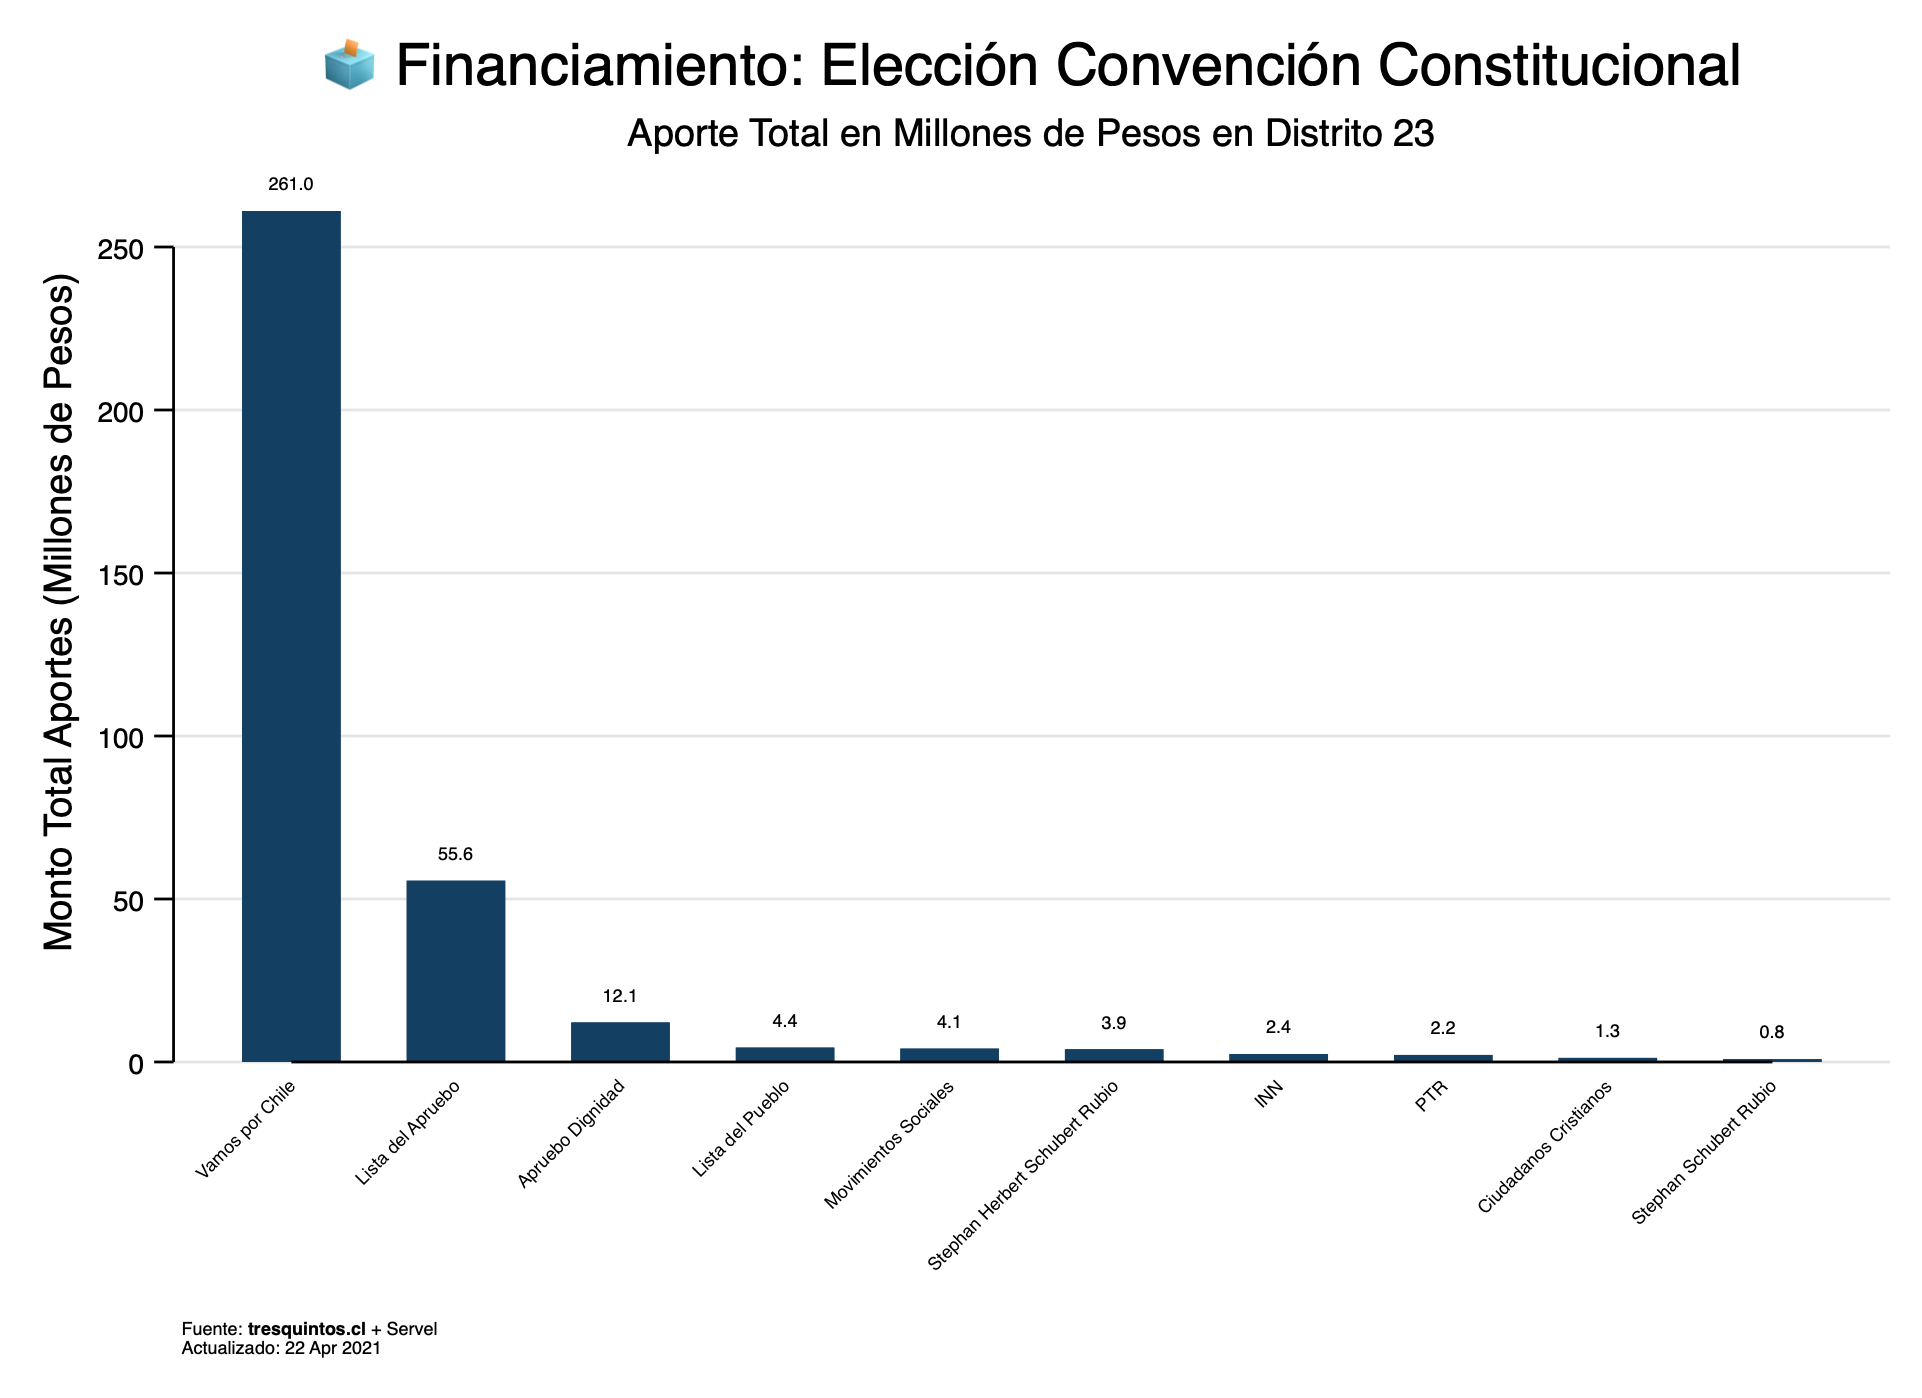 Financiamiento: Elección Convención Constitucional
Aporte Total en Millones de Pesos en Distrito 23
Monto Total Aportes (Millones de Pesos)
250
200
150
100
50
0
261.0
55.6
12.1
4.4
4.1
3.9
2.4
2.2
1.3
0.8
Vamos por Chile
Lista del Apruebo
Apruebo Dignidad
Lista del Pueblo
Movimientos Sociales
Stephan Herbert Schubert Rubio
INN
PTR
Ciudadanos Cristianos
Stephan Schubert Rubio
Fuente: tresquintos.cl + Servel
Actualizado: 22 Apr 2021